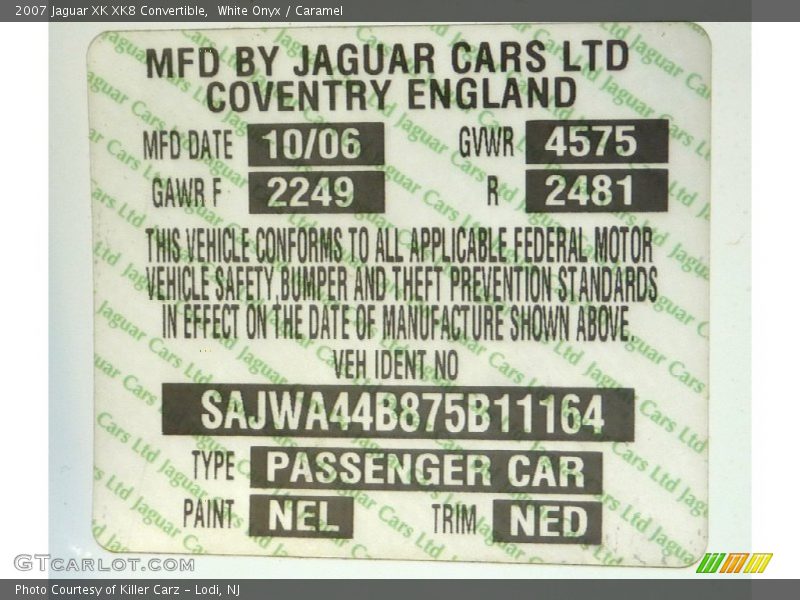 2007 Jaguar XK XK8 Convertible,  White Onyx / Caramel
MFD BY JAGUAR CARS LTD
COVENTRY ENGLAND
MFD DATE 10/06 GVWR 4575
GAWR F 2249 R 2481
THIS VEHICLE CONFORMS TO ALL APPLICABLE FEDERAL MOTOR
VEHICLE SAFETY,BUMPER AND THEFT PREVENTION STANDARDS
IN EFFECT ON THE DATE OF MANUFACTURE SHOWN ABOVE.
VEH IDENT NO
SAJWA44B875B11164
TYPE PASSENGER CAR
PAINT NEL TRIM NED
GTCARLOT.COM
Photo Courtesy of Killer Carz - Lodi, NJ